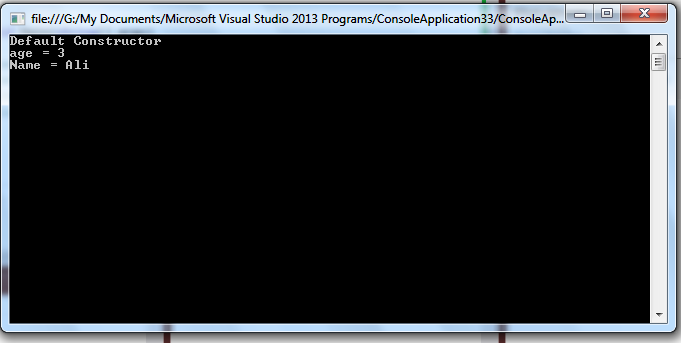 file:///G:/My Documents/Microsoft Visual Studio 2013 Programs/ConsoleApplication33/ConsoleAp...
Default Constructor
age = 3
Name = Ali